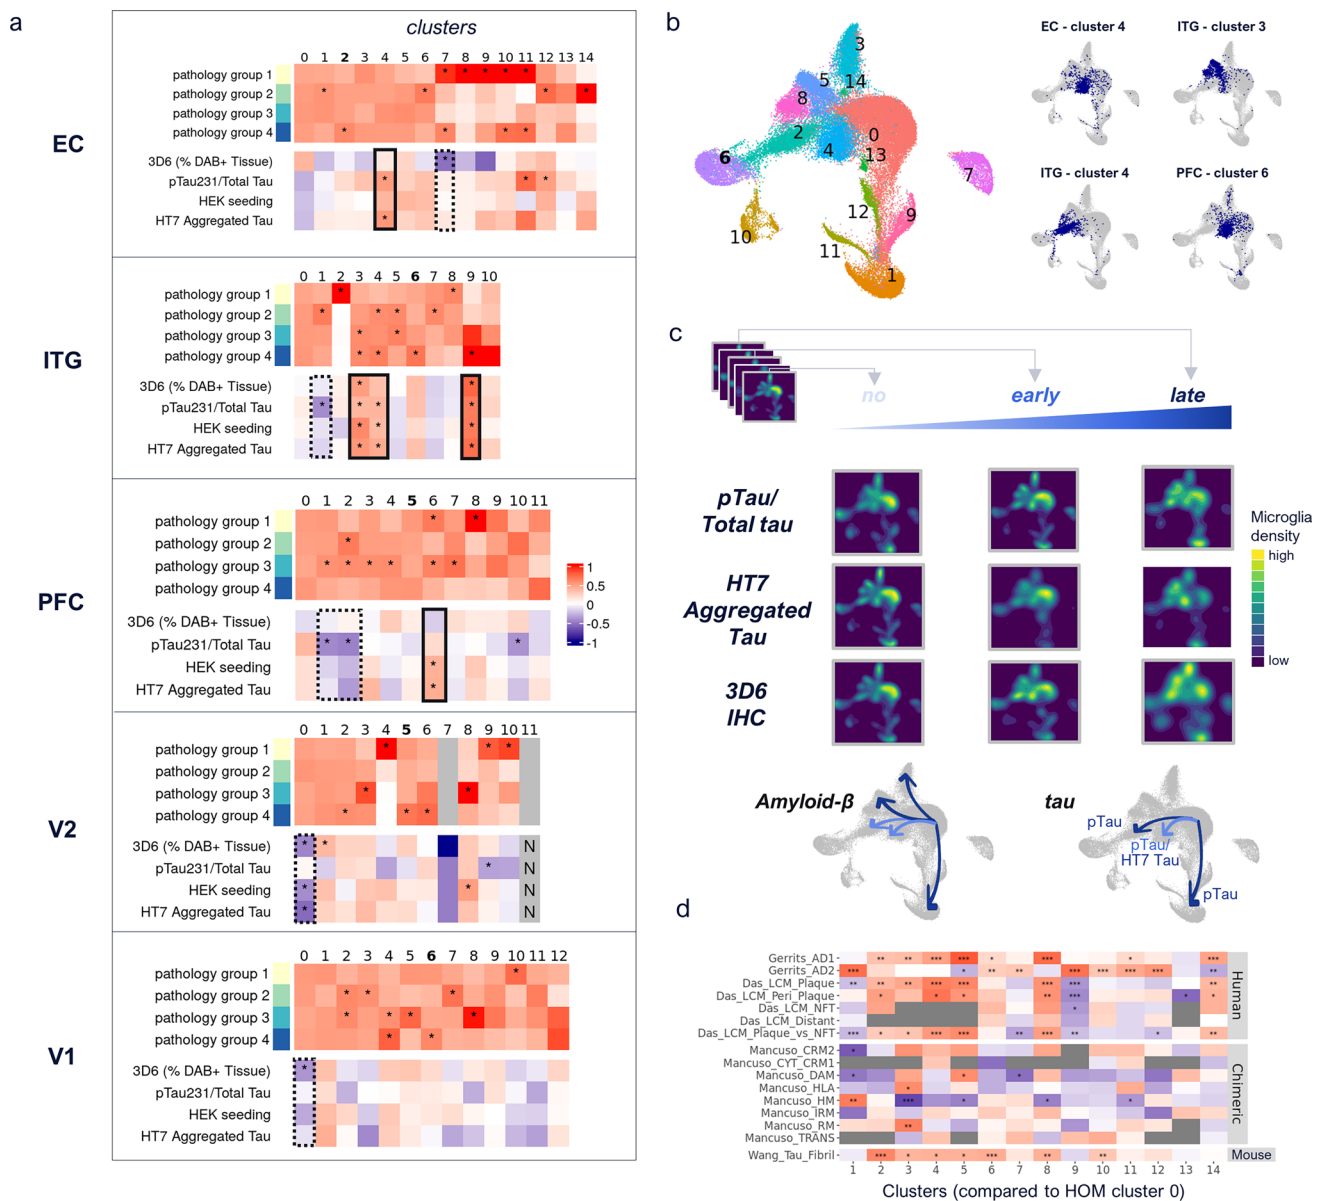 a
clusters
EC
0 1 2 3 4 5 6 7 8 9 10 11 12 13 14
pathology group 1 * * * * *
pathology group 2 * * * *
pathology group 3
pathology group 4 * * * *
3D6 (% DAB+ Tissue) *
pTau231/Total Tau * * *
HEK seeding
HT7 Aggregated Tau *
ITG
0 1 2 3 4 5 6 7 8 9 10
pathology group 1 * *
pathology group 2 * * * *
pathology group 3 * *
pathology group 4 * * * *
3D6 (% DAB+ Tissue) * *
pTau231/Total Tau * * * *
HEK seeding * * *
HT7 Aggregated Tau * * *
PFC
0 1 2 3 4 5 6 7 8 9 10 11
pathology group 1 * *
pathology group 2 *
pathology group 3 * * * * * *
pathology group 4
3D6 (% DAB+ Tissue)
pTau231/Total Tau * * *
HEK seeding *
HT7 Aggregated Tau *
1
0.5
0
-0.5
-1
V2
0 1 2 3 4 5 6 7 8 9 10 11
pathology group 1 * * *
pathology group 2
pathology group 3 * *
pathology group 4 * * *
3D6 (% DAB+ Tissue) * * N
pTau231/Total Tau * N
HEK seeding * * N
HT7 Aggregated Tau * N
V1
0 1 2 3 4 5 6 7 8 9 10 11 12
pathology group 1 *
pathology group 2 * * *
pathology group 3 * * * *
pathology group 4 * *
3D6 (% DAB+ Tissue) *
pTau231/Total Tau
HEK seeding
HT7 Aggregated Tau
b
3
5
14
8
2
0
4
13
6
7
12
9
10
11
1
EC - cluster 4
ITG - cluster 3
ITG - cluster 4
PFC - cluster 6
c
no
early
late
pTau/
Total tau
HT7
Aggregated
Tau
3D6
IHC
Microglia
density
high
low
Amyloid-β
tau
pTau
pTau/
HT7 Tau
pTau
d
Gerrits_AD1 ** ** *** *** * *** * ***
Gerrits_AD2 *** * ** ** *** *** *** *** **
Das_LCM_Plaque ** ** ** *** *** *** *** **
Das_LCM_Peri_Plaque * * * ** *** * *
Das_LCM_NFT *
Das_LCM_Distant
Das_LCM_Plaque_vs_NFT *** * ** *** *** ** *** ** * **
Human
Mancuso_CRM2 *
Mancuso_CYT_CRM1
Mancuso_DAM * * *
Mancuso_HLA *
Mancuso_HM ** *** * * *
Mancuso_IRM
Mancuso_RM **
Mancuso_TRANS
Chimeric
Wang_Tau_Fibril *** * * * *** ** **
Mouse
1 2 3 4 5 6 7 8 9 10 11 12 13 14
Clusters (compared to HOM cluster 0)